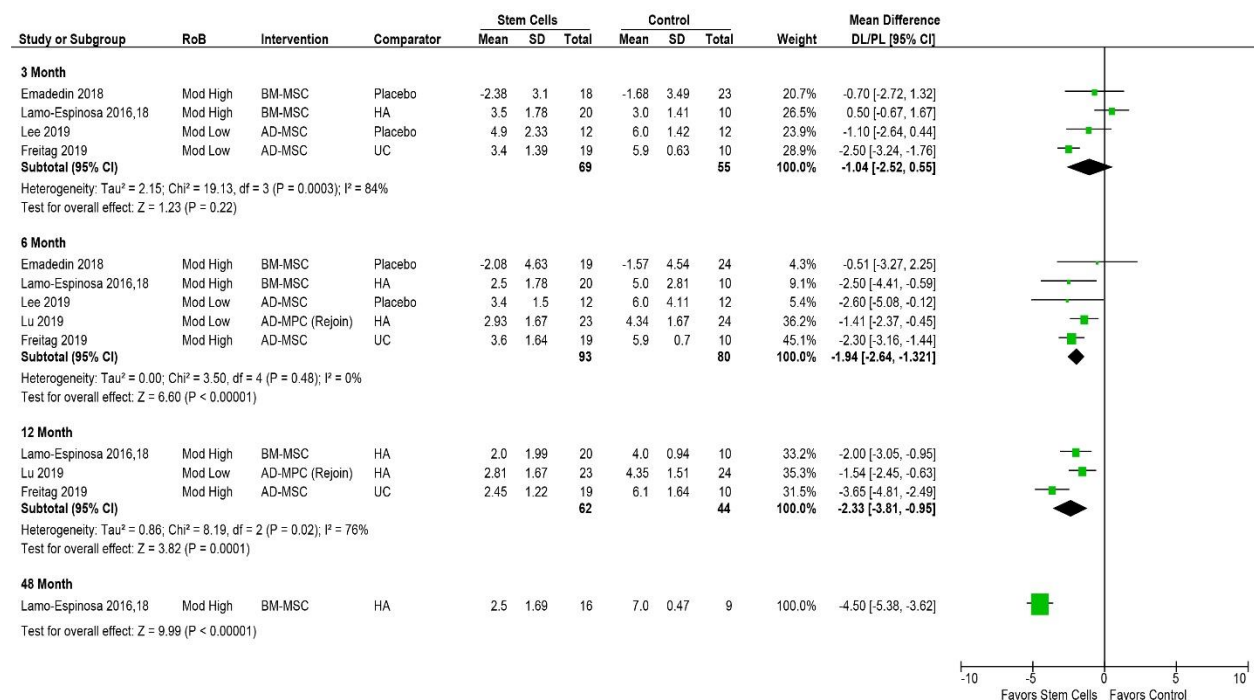 Stem Cells Control Mean Difference
Study or Subgroup RoB Intervention Comparator Mean SD Total Mean SD Total Weight DL/PL [95% CI]
3 Month
Emadedin 2018 Mod High BM-MSC Placebo -2.38 3.1 18 -1.68 3.49 23 20.7% -0.70 [-2.72, 1.32]
Lamo-Espinosa 2016,18 Mod High BM-MSC HA 3.5 1.78 20 3.0 1.41 10 26.5% 0.50 [-0.67, 1.67]
Lee 2019 Mod Low AD-MSC Placebo 4.9 2.33 12 6.0 1.42 12 23.9% -1.10 [-2.64, 0.44]
Freitag 2019 Mod Low AD-MSC UC 3.4 1.39 19 5.9 0.63 10 28.9% -2.50 [-3.24, -1.76]
Subtotal (95% CI) 69 55 100.0% -1.04 [-2.52, 0.55]
Heterogeneity: Tau² = 2.15; Chi² = 19.13, df = 3 (P = 0.0003); I² = 84%
Test for overall effect: Z = 1.23 (P = 0.22)
6 Month
Emadedin 2018 Mod High BM-MSC Placebo -2.08 4.63 19 -1.57 4.54 24 4.3% -0.51 [-3.27, 2.25]
Lamo-Espinosa 2016,18 Mod High BM-MSC HA 2.5 1.78 20 5.0 2.81 10 9.1% -2.50 [-4.41, -0.59]
Lee 2019 Mod Low AD-MSC Placebo 3.4 1.5 12 6.0 4.11 12 5.4% -2.60 [-5.08, -0.12]
Lu 2019 Mod Low AD-MPC (Rejoin) HA 2.93 1.67 23 4.34 1.67 24 36.2% -1.41 [-2.37, -0.45]
Freitag 2019 Mod High AD-MSC UC 3.6 1.64 19 5.9 0.7 10 45.1% -2.30 [-3.16, -1.44]
Subtotal (95% CI) 93 80 100.0% -1.94 [-2.64, -1.321]
Heterogeneity: Tau² = 0.00; Chi² = 3.50, df = 4 (P = 0.48); I² = 0%
Test for overall effect: Z = 6.60 (P < 0.00001)
12 Month
Lamo-Espinosa 2016,18 Mod High BM-MSC HA 2.0 1.99 20 4.0 0.94 10 33.2% -2.00 [-3.05, -0.95]
Lu 2019 Mod Low AD-MPC (Rejoin) HA 2.81 1.67 23 4.35 1.51 24 35.3% -1.54 [-2.45, -0.63]
Freitag 2019 Mod High AD-MSC UC 2.45 1.22 19 6.1 1.64 10 31.5% -3.65 [-4.81, -2.49]
Subtotal (95% CI) 62 44 100.0% -2.33 [-3.81, -0.95]
Heterogeneity: Tau² = 0.86; Chi² = 8.19, df = 2 (P = 0.02); I² = 76%
Test for overall effect: Z = 3.82 (P = 0.0001)
48 Month
Lamo-Espinosa 2016,18 Mod High BM-MSC HA 2.5 1.69 16 7.0 0.47 9 100.0% -4.50 [-5.38, -3.62]
Test for overall effect: Z = 9.99 (P < 0.00001)
-10 -5 0 5 10
Favors Stem Cells Favors Control